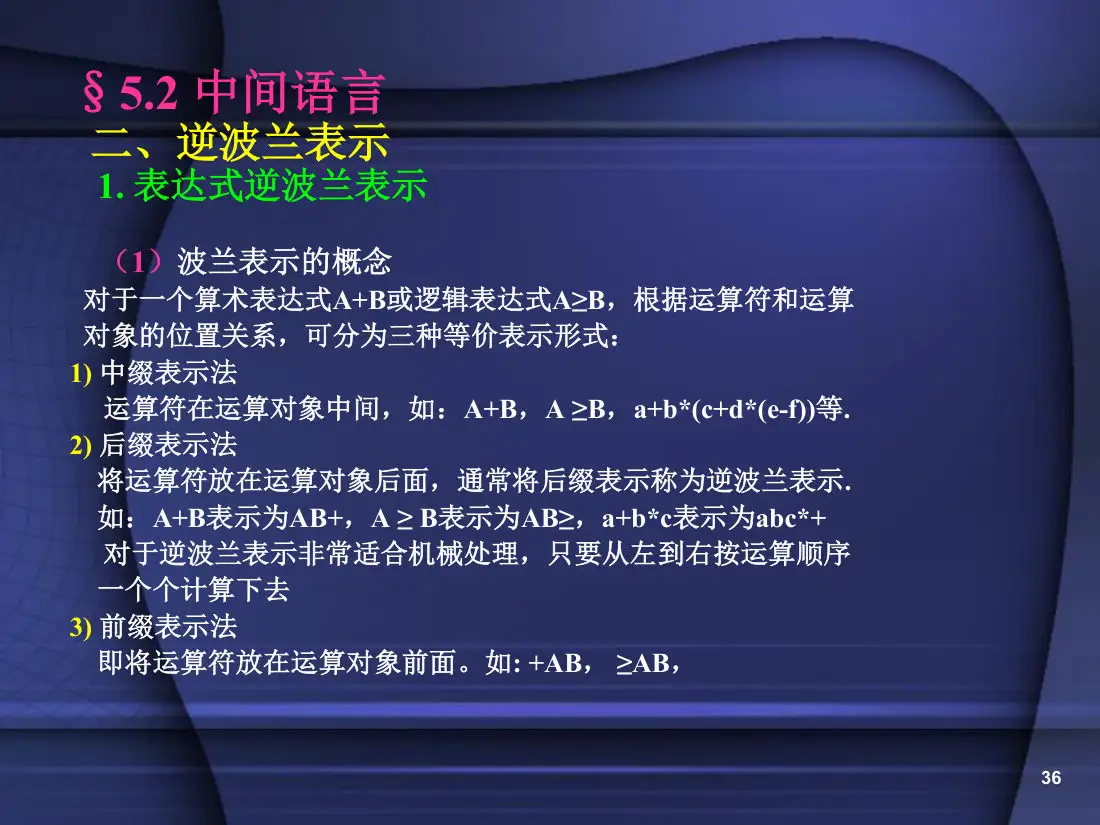 §5.2 中间语言
二、逆波兰表示
1. 表达式逆波兰表示
（1）波兰表示的概念
对于一个算术表达式A+B或逻辑表达式A≥B，根据运算符和运算
对象的位置关系，可分为三种等价表示形式：
1) 中缀表示法
运算符在运算对象中间，如：A+B，A ≥B，a+b*(c+d*(e-f))等.
2) 后缀表示法
将运算符放在运算对象后面，通常将后缀表示称为逆波兰表示.
如：A+B表示为AB+，A ≥ B表示为AB≥，a+b*c表示为abc*+
对于逆波兰表示非常适合机械处理，只要从左到右按运算顺序
一个个计算下去
3) 前缀表示法
即将运算符放在运算对象前面。如: +AB， ≥AB，
36